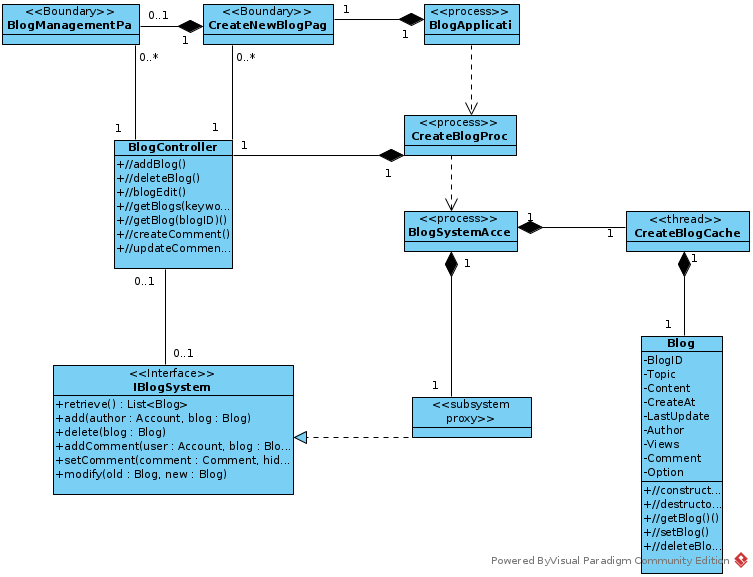 <<Boundary>>
BlogManagementPa
0..1
1
<<Boundary>>
CreateNewBlogPag
1
1
<<process>>
BlogApplicati
0..*
0..*
1
1
<<process>>
CreateBlogProc
1
1
BlogController
+//addBlog()
+//deleteBlog()
+//blogEdit()
+//getBlogs(keywo...
+//getBlog(blogID)()
+//createComment()
+//updateCommen...
<<process>>
BlogSystemAcce
1
1
<<thread>>
CreateBlogCache
1
1
0..1
0..1
1
1
<<Interface>>
IBlogSystem
+retrieve() : List<Blog>
+add(author : Account, blog : Blog)
+delete(blog : Blog)
+addComment(user : Account, blog : Blo...
+setComment(comment : Comment, hid...
+modify(old : Blog, new : Blog)
<<subsystem
proxy>>
Blog
-BlogID
-Topic
-Content
-CreateAt
-LastUpdate
-Author
-Views
-Comment
-Option
+//construct...
+//destructo...
+//getBlog()()
+//setBlog()
+//deleteBlo...
Powered ByVisual Paradigm Community Edition